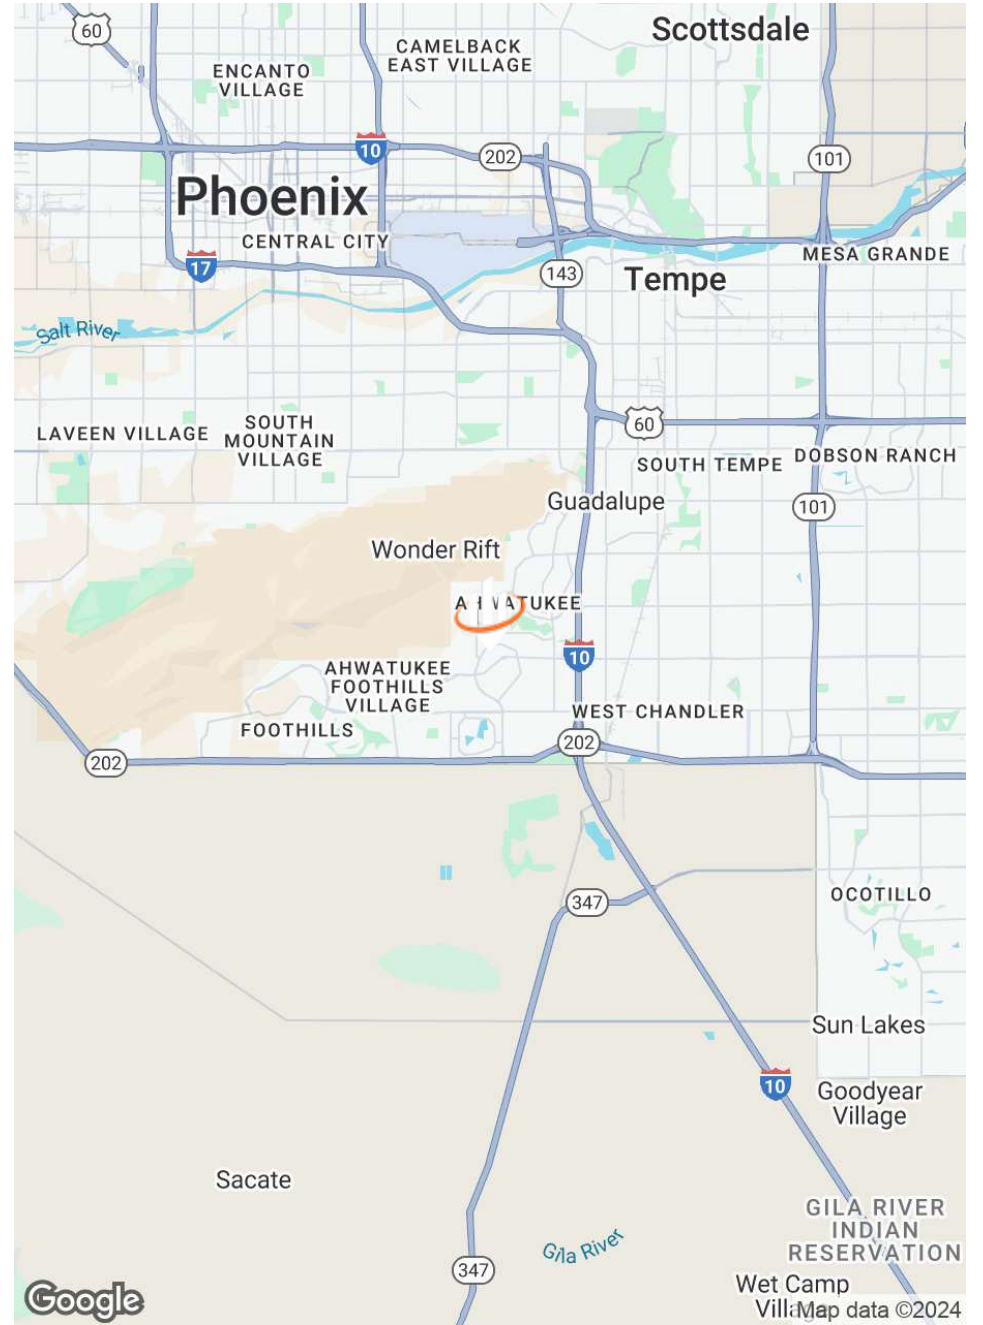 60
Scottsdale
CAMELBACK
EAST VILLAGE
ENCANTO
VILLAGE
10
202
101
Phoenix
CENTRAL CITY
17
143
MESA GRANDE
Tempe
Salt River
LAVEEN VILLAGE
SOUTH
MOUNTAIN
VILLAGE
60
SOUTH TEMPE
DOBSON RANCH
Guadalupe
101
Wonder Rift
AHWATUKEE
10
AHWATUKEE
FOOTHILLS
VILLAGE
WEST CHANDLER
FOOTHILLS
202
202
347
OCOTILLO
Sun Lakes
10
Goodyear
Village
Sacate
GILA RIVER
INDIAN
RESERVATION
Gila River
347
Wet Camp
Village
Google
Map data ©2024